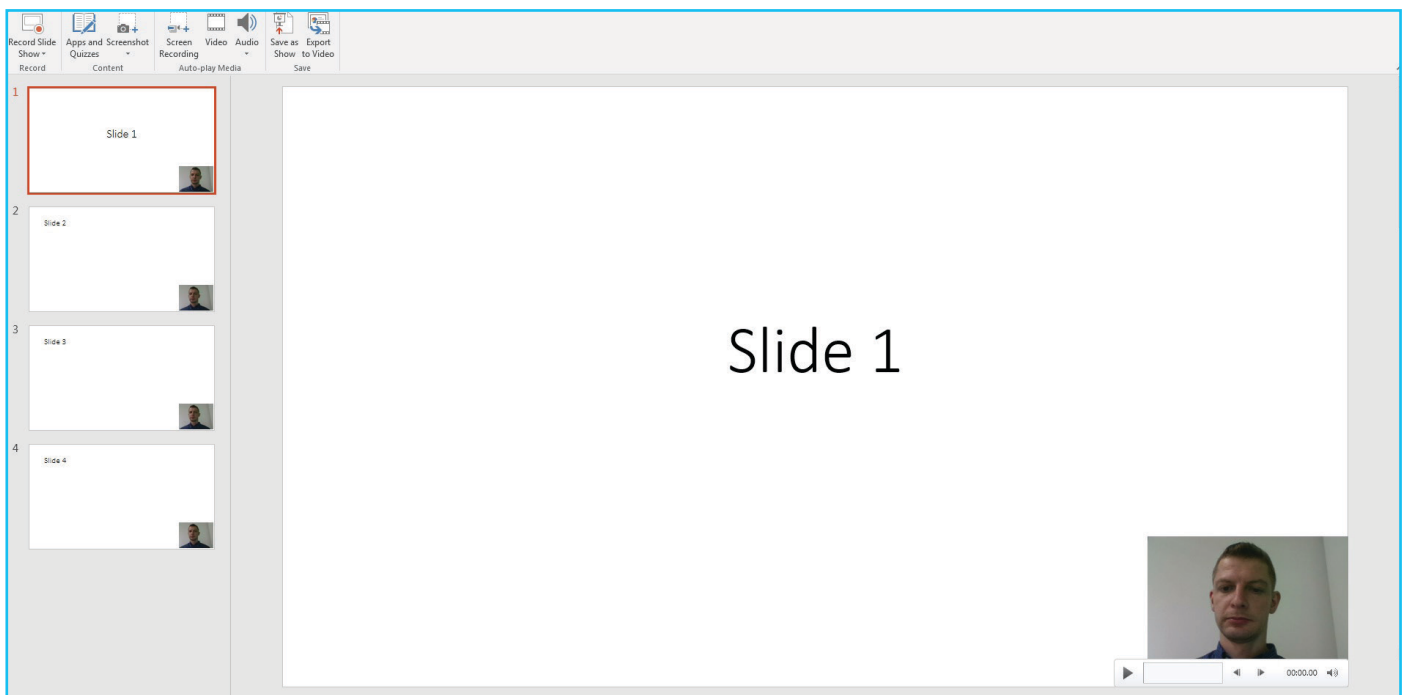 Record Slide Apps and Screenshot Screen Video Audio Save as Export
Show Quizzes Recording Show to Video
Record Content Auto-play Media Save
1
Slide 1
2
Slide 2
3
Slide 3
4
Slide 4
Slide 1
00:00.00